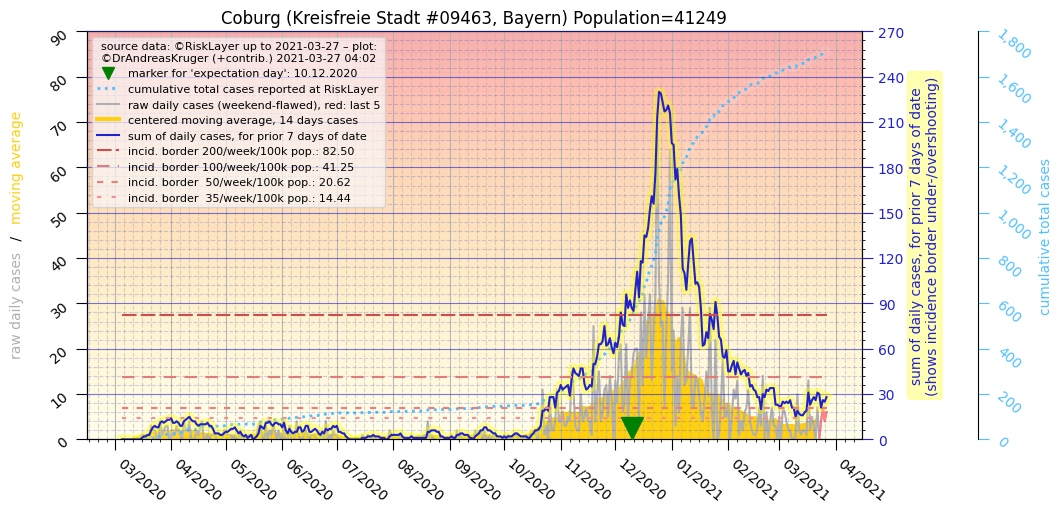 Coburg (Kreisfreie Stadt #09463, Bayern) Population=41249
source data: ©RiskLayer up to 2021-03-27 – plot:
©DrAndreasKruger (+contrib.) 2021-03-27 04:02
marker for 'expectation day': 10.12.2020
cumulative total cases reported at RiskLayer
raw daily cases (weekend-flawed), red: last 5
centered moving average, 14 days cases
sum of daily cases, for prior 7 days of date
incid. border 200/week/100k pop.: 82.50
incid. border 100/week/100k pop.: 41.25
incid. border  50/week/100k pop.: 20.62
incid. border  35/week/100k pop.: 14.44
raw daily cases / moving average
90
80
70
60
50
40
30
20
10
0
03/2020
04/2020
05/2020
06/2020
07/2020
08/2020
09/2020
10/2020
11/2020
12/2020
01/2021
02/2021
03/2021
04/2021
270
240
210
180
150
120
90
60
30
0
sum of daily cases, for prior 7 days of date
(shows incidence border under-/overshooting)
1,800
1,600
1,400
1,200
1,000
800
600
400
200
0
cumulative total cases